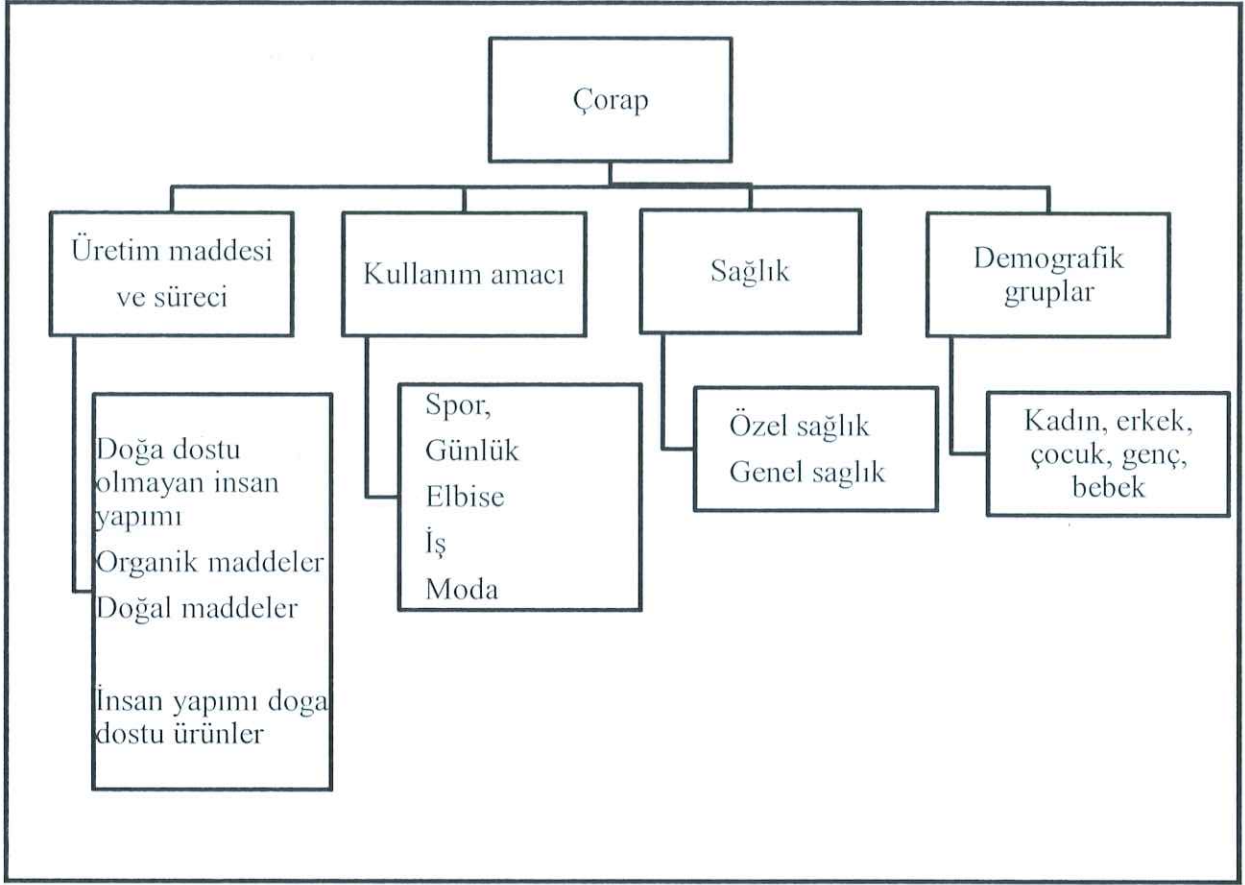 Çorap
Üretim maddesi
ve süreci
Kullanım amacı
Sağlık
Demografik
gruplar
Doğa dostu
olmayan insan
yapımı
Organik maddeler
Doğal maddeler
İnsan yapımı doga
dostu ürünler
Spor,
Günlük
Elbise
İş
Moda
Özel sağlık
Genel saglık
Kadın, erkek,
çocuk, genç,
bebek